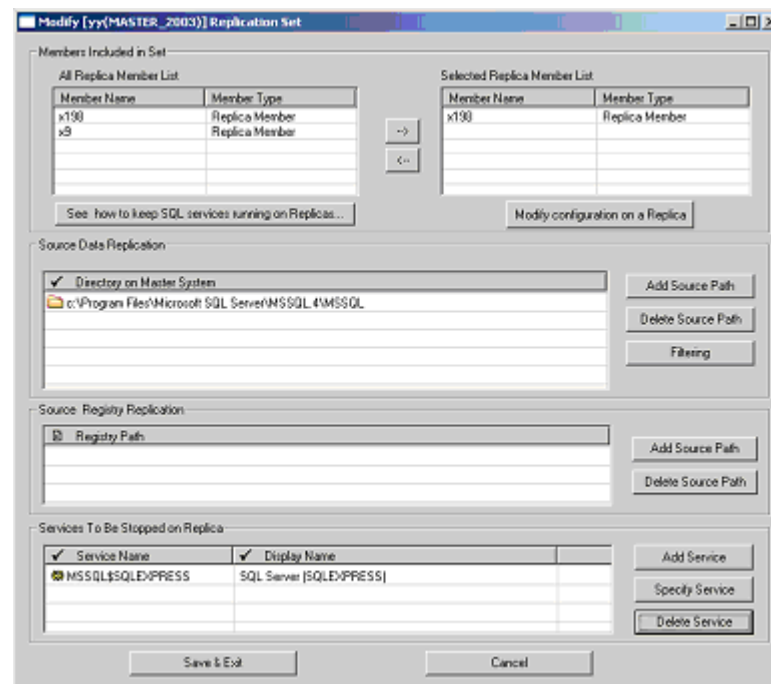 Modify [yy(MASTER_2003)] Replication Set
Members Included in Set
All Replica Member List
Member Name Member Type
x198 Replica Member
x9 Replica Member
-->
<--
See how to keep SQL services running on Replicas...
Selected Replica Member List
Member Name Member Type
x198 Replica Member
Modify configuration on a Replica
Source Data Replication
Directory on Master System
c:\Program Files\Microsoft SQL Server\MSSQL.4\MSSQL
Add Source Path
Delete Source Path
Filtering
Source Registry Replication
Registry Path
Add Source Path
Delete Source Path
Services To Be Stopped on Replica
Service Name Display Name
MSSQL$SQLEXPRESS SQL Server (SQLEXPRESS)
Add Service
Specify Service
Delete Service
Save & Exit Cancel